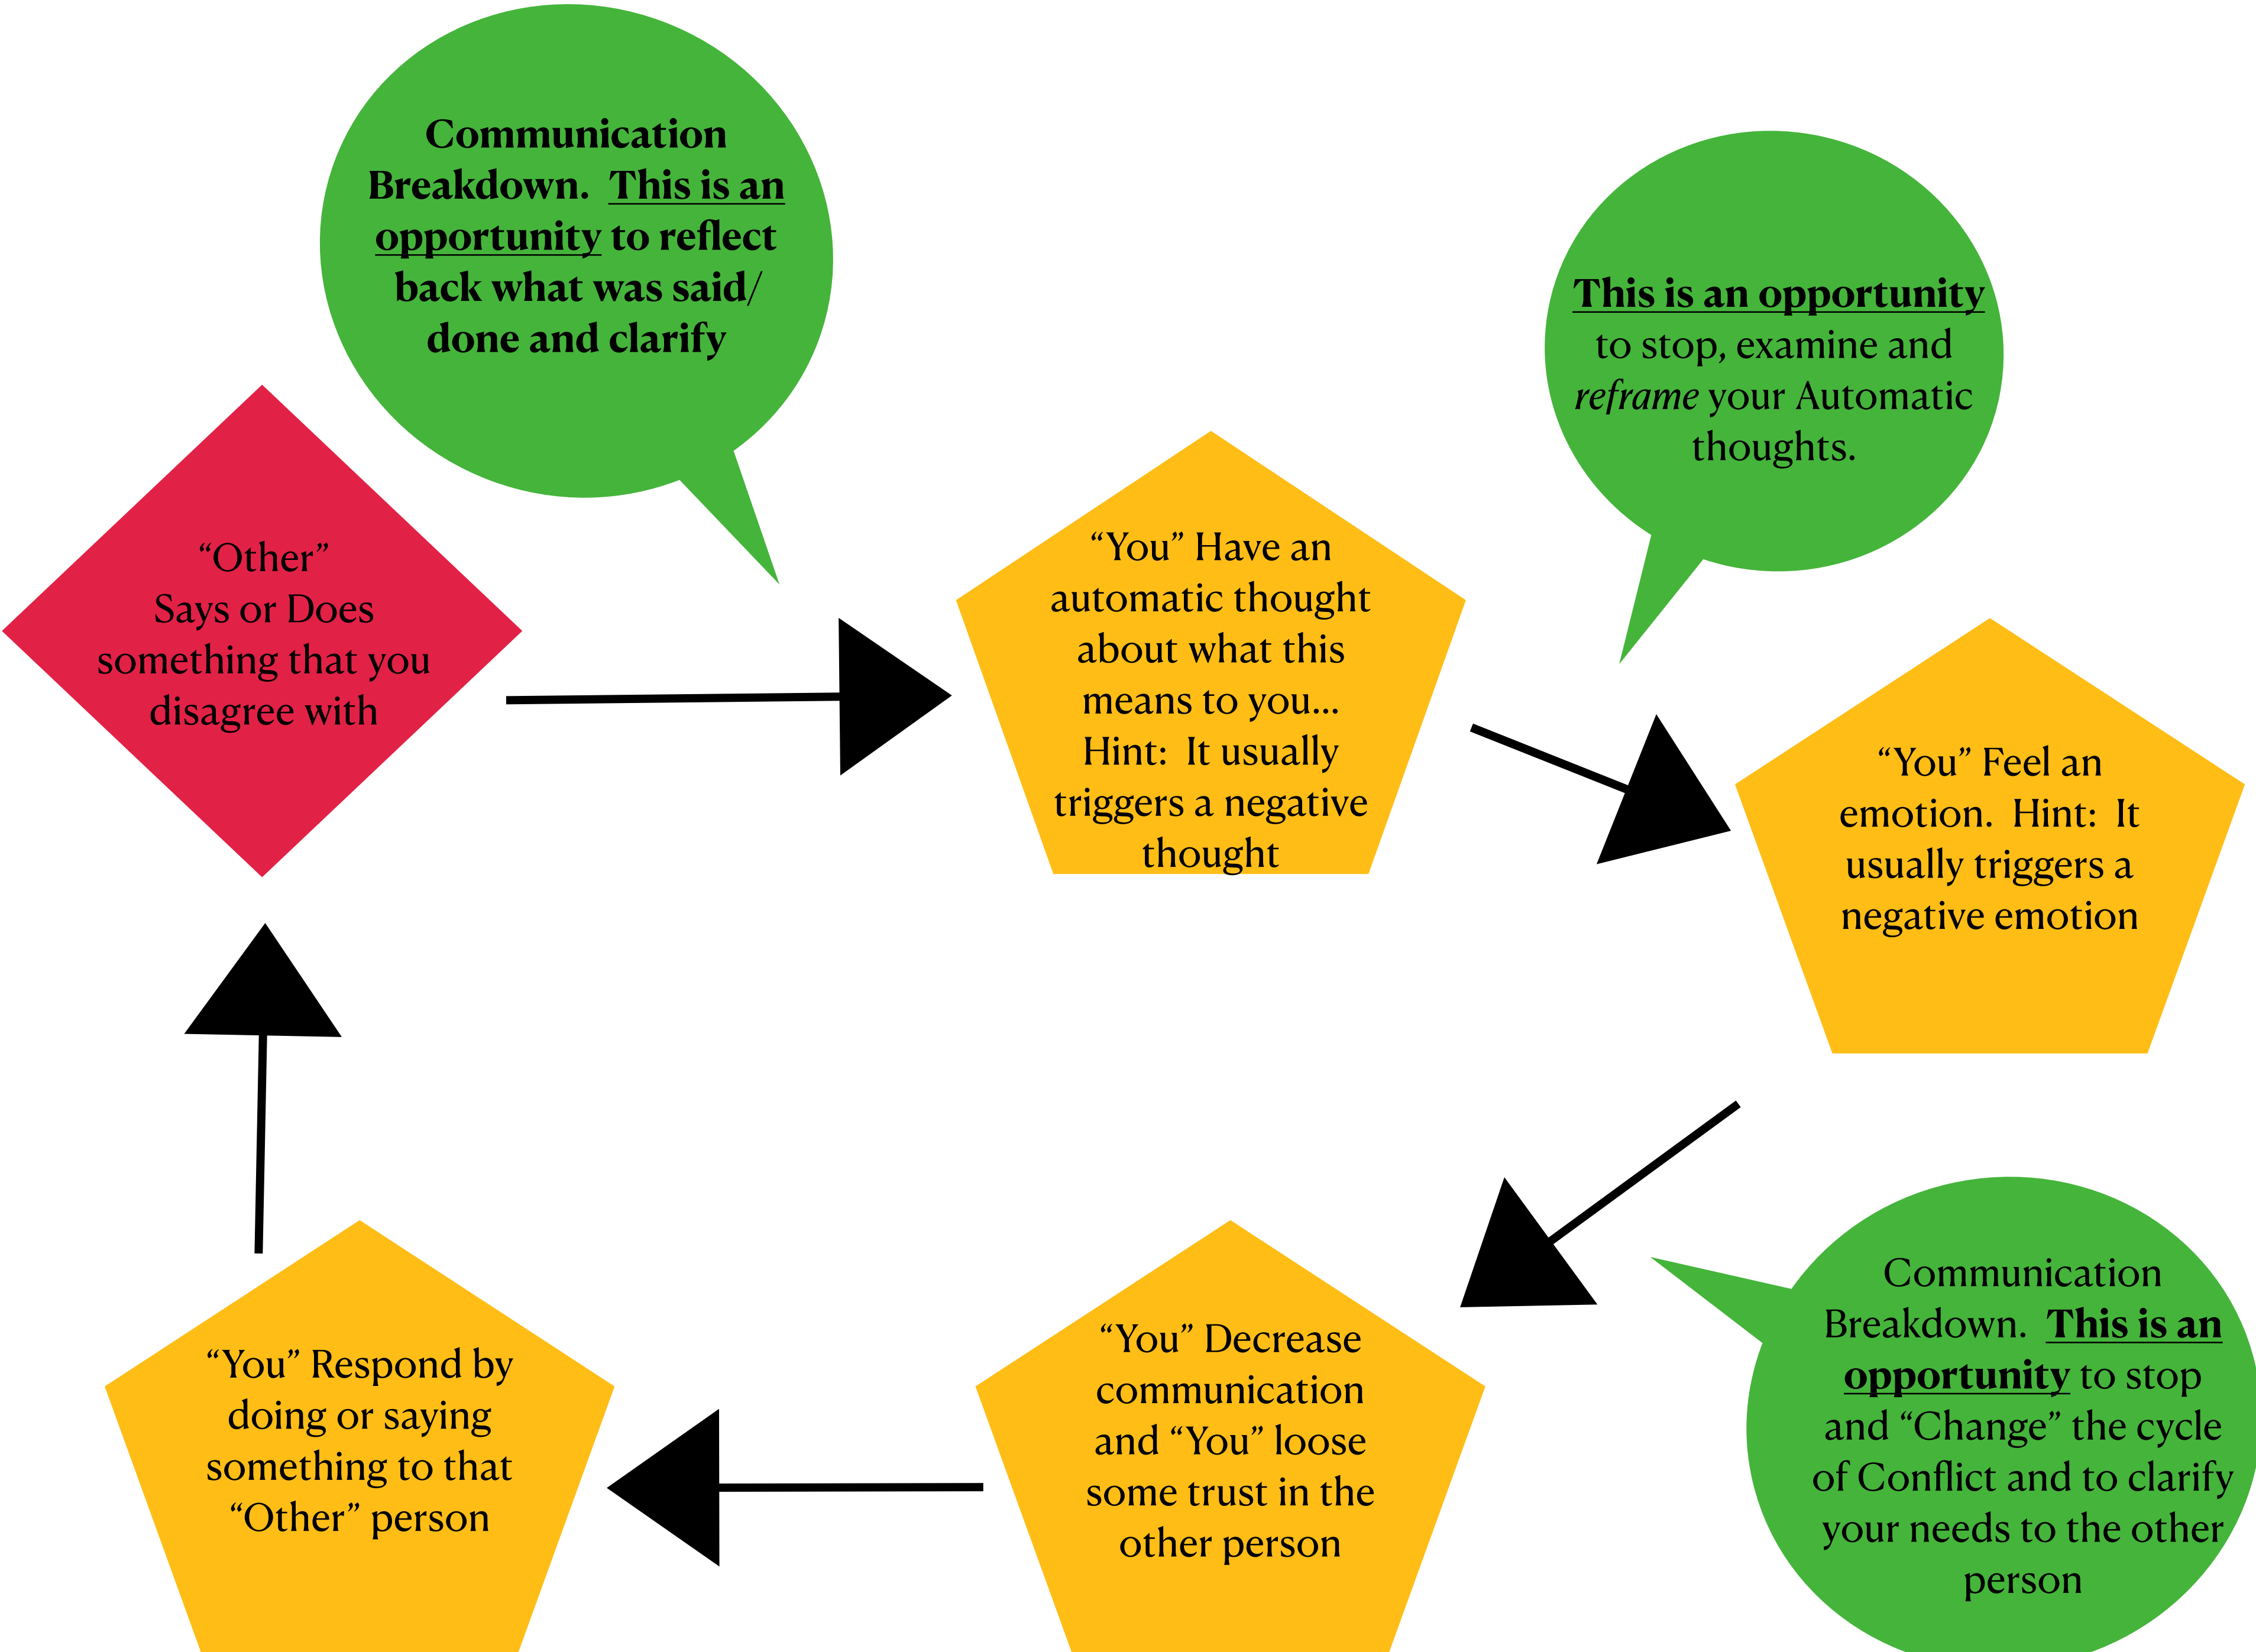 Communication
Breakdown.  This is an
opportunity to reflect
back what was said/
done and clarify
This is an opportunity
to stop, examine and
reframe your Automatic
thoughts.
“Other”
Says or Does
something that you
disagree with
“You” Have an
automatic thought
about what this
means to you...
Hint:  It usually
triggers a negative
thought
“You” Feel an
emotion.  Hint:  It
usually triggers a
negative emotion
Communication
Breakdown.  This is an
opportunity to stop
and “Change” the cycle
of Conflict and to clarify
your needs to the other
person
“You” Decrease
communication
and “You” loose
some trust in the
other person
“You” Respond by
doing or saying
something to that
“Other” person